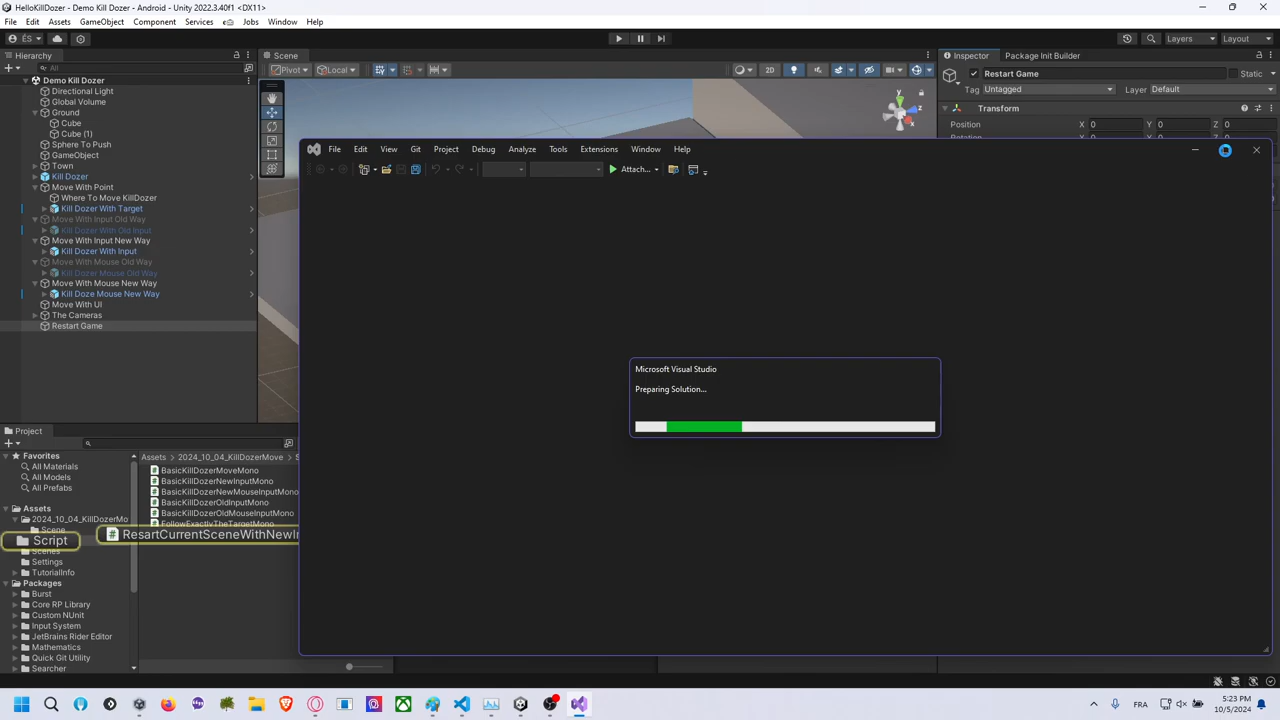 HelloKillDozer - Demo Kill Dozer - Android - Unity 2022.3.40f1 <DX11>
File Edit Assets GameObject Component Services Jobs Window Help
ÉS
Layers Layout
Hierarchy
All
Demo Kill Dozer
Directional Light
Global Volume
Ground
Cube
Cube (1)
Sphere To Push
GameObject
Town
Kill Dozer
Move With Point
Where To Move KillDozer
Kill Dozer With Target
Move With Input Old Way
Kill Dozer With Old Input
Move With Input New Way
Kill Dozer With Input
Move With Mouse Old Way
Kill Dozer Mouse Old Way
Move With Mouse New Way
Kill Doze Mouse New Way
Move With UI
The Cameras
Restart Game
Scene
Pivot Local 2D
y
z
x
Inspector Package Init Builder
Restart Game Static
Tag Untagged Layer Default
Transform
Position X 0 Y 0 Z 0
File Edit View Git Project Debug Analyze Tools Extensions Window Help
Attach...
Microsoft Visual Studio
Preparing Solution...
Project
Favorites
All Materials
All Models
All Prefabs
Assets
2024_10_04_KillDozerMo
Scene
Script
Scenes
Settings
TutorialInfo
Packages
Burst
Core RP Library
Custom NUnit
Input System
JetBrains Rider Editor
Mathematics
Quick Git Utility
Searcher
Assets 2024_10_04_KillDozerMove S
BasicKillDozerMoveMono
BasicKillDozerNewInputMono
BasicKillDozerNewMouseInputMono
BasicKillDozerOldInputMono
BasicKillDozerOldMouseInputMono
FollowExactlyTheTargetMono
ResartCurrentSceneWithNewIn
FRA
5:23 PM
10/5/2024